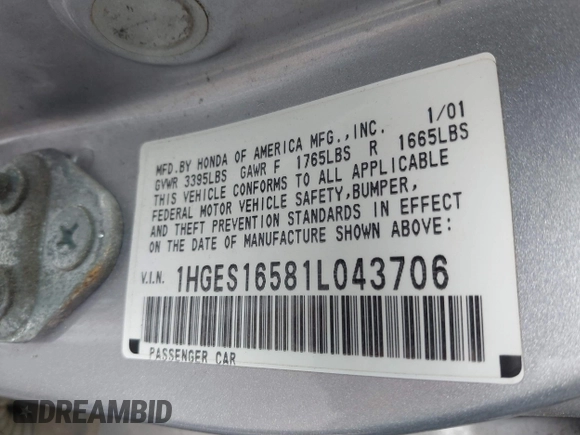 MFD.BY HONDA OF AMERICA MFG.,INC. 1/01
GVWR 3395LBS GAWR F 1765LBS R 1665LBS
THIS VEHICLE CONFORMS TO ALL APPLICABLE
FEDERAL MOTOR VEHICLE SAFETY,BUMPER,
AND THEFT PREVENTION STANDARDS IN EFFECT
ON THE DATE OF MANUFACTURE SHOWN ABOVE:
V.I.N. 1HGES16581L043706
PASSENGER CAR
DREAMBID